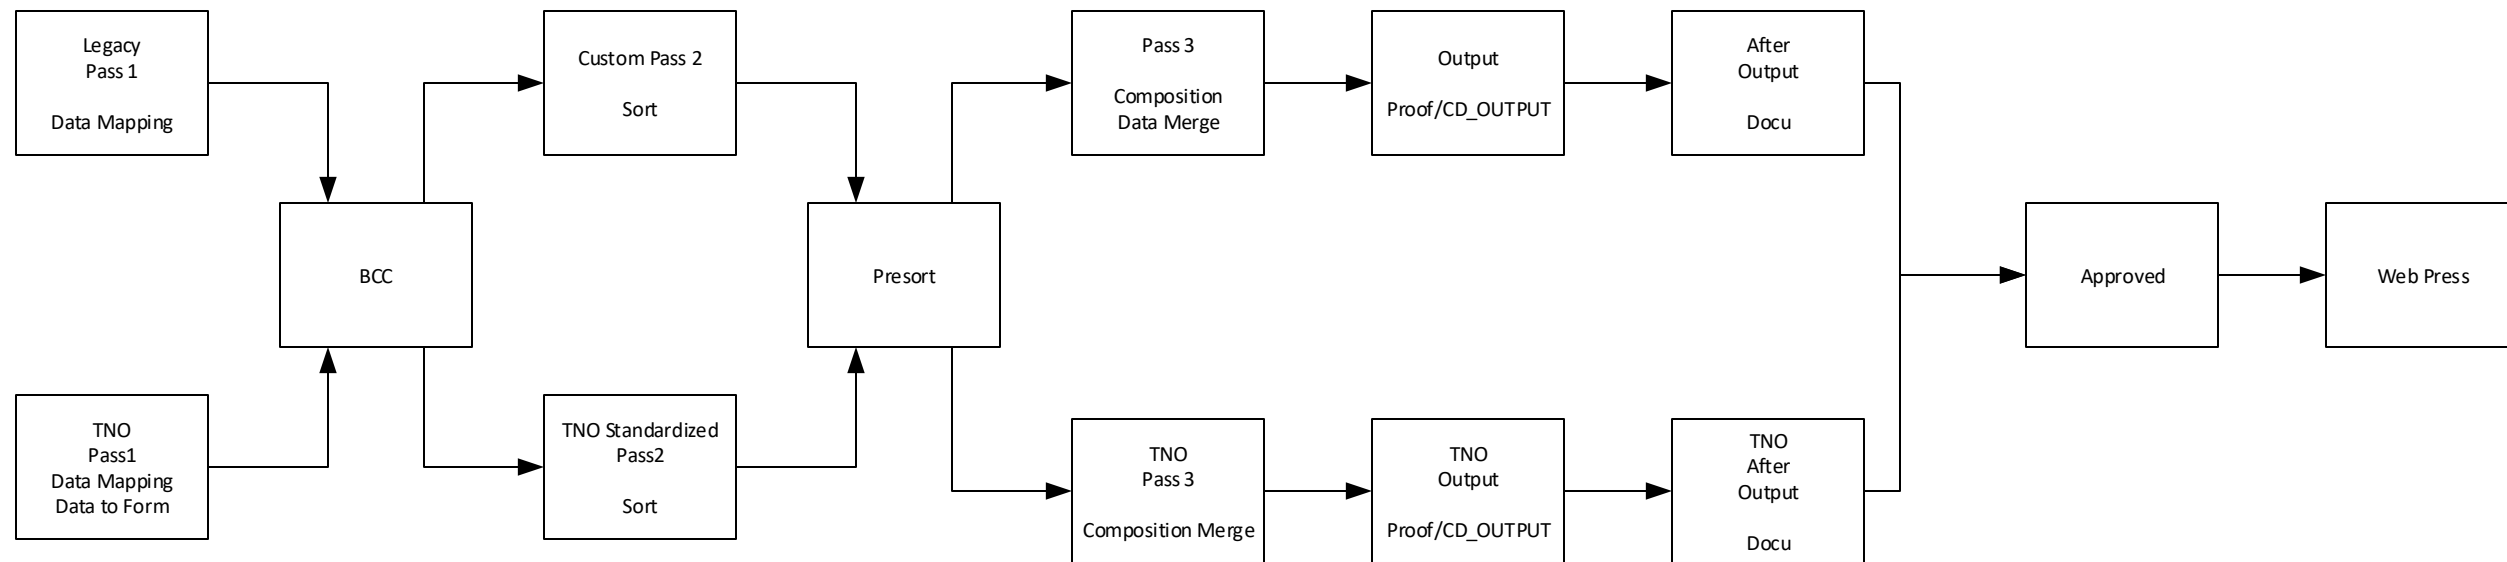 Legacy
Pass 1
Data Mapping
Custom Pass 2
Sort
Pass 3
Composition
Data Merge
Output
Proof/CD_OUTPUT
After
Output
Docu
BCC
Presort
Approved
Web Press
TNO
Pass1
Data Mapping
Data to Form
TNO Standardized
Pass2
Sort
TNO
Pass 3
Composition Merge
TNO
Output
Proof/CD_OUTPUT
TNO
After
Output
Docu